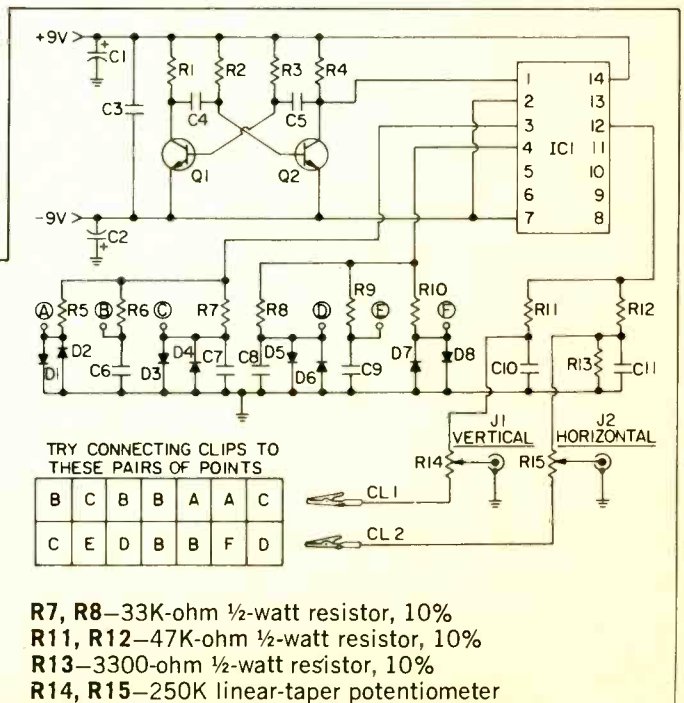 +9V
C1
C3
R1 R2 R3 R4
C4 C5
Q1 Q2
-9V
C2
1 14
2 13
3 12
4 IC1 11
5 10
6 9
7 8
A R5 B R6 C R7 R8 D R9 E R10 F R11 R12
D1 D2 C6 D3 D4 C7 C8 D5 D6 C9 D7 D8 C10 R13 C11
TRY CONNECTING CLIPS TO
THESE PAIRS OF POINTS
B C B B A A C
C E D B B F D
J1
VERTICAL
J2
HORIZONTAL
R14 R15
CL1
CL2
R7, R8—33K-ohm ½-watt resistor, 10%
R11, R12—47K-ohm ½-watt resistor, 10%
R13—3300-ohm ½-watt resistor, 10%
R14, R15—250K linear-taper potentiometer